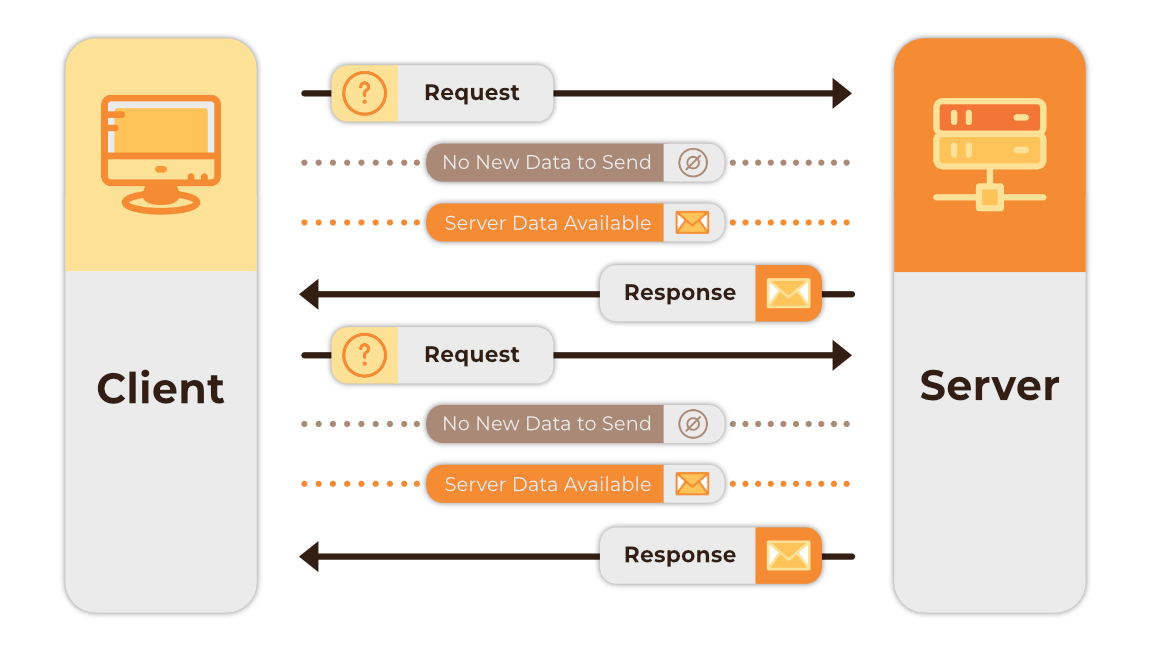 Request
No New Data to Send
Server Data Available
Response
Request
Client
Server
No New Data to Send
Server Data Available
Response